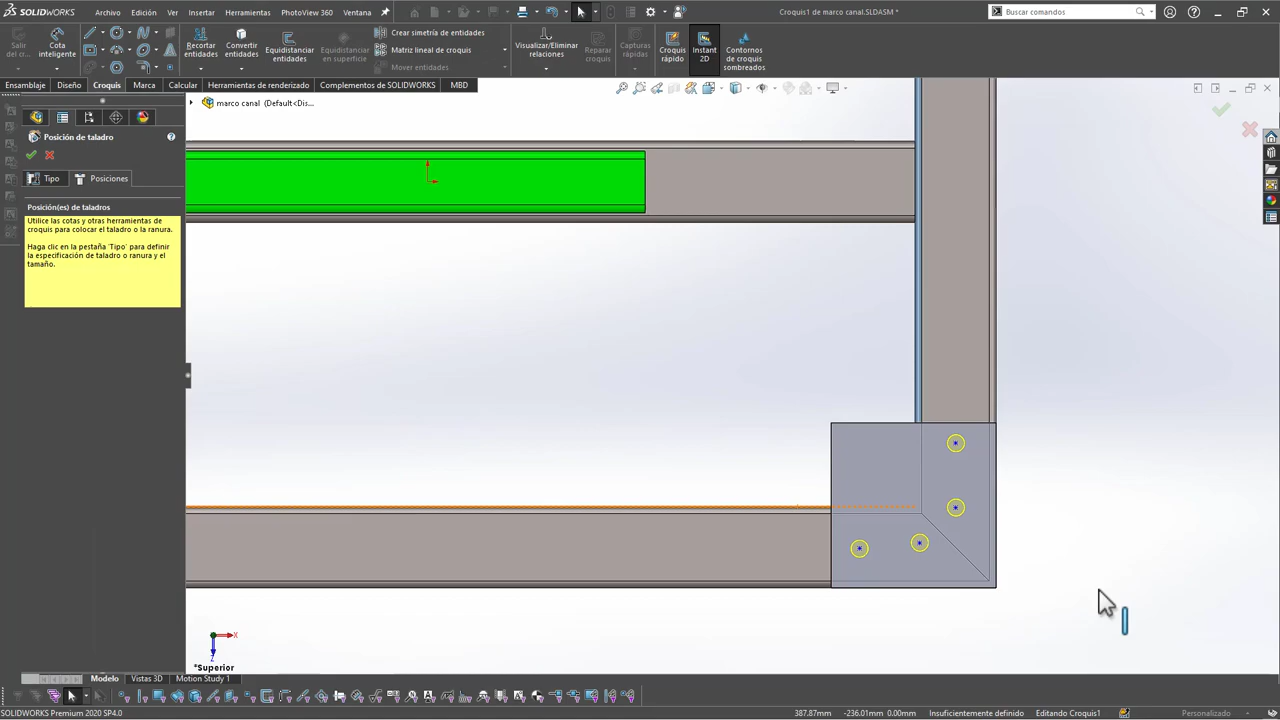 SOLIDWORKS
Archivo Edición Ver Insertar Herramientas PhotoView 360 Ventana
Croquis1 de marco canal.SLDASM *
Buscar comandos
Salir del cr...
Cota inteligente
Recortar entidades
Convertir entidades
Equidistanciar entidades
Equidistanciar en superficie
Crear simetría de entidades
Matriz lineal de croquis
Mover entidades
Visualizar/Eliminar relaciones
Reparar croquis
Capturas rápidas
Croquis rápido
Instant 2D
Contornos de croquis sombreados
Ensamblaje Diseño Croquis Marca Calcular Herramientas de renderizado Complementos de SOLIDWORKS MBD
marco canal (Default<Dis...
Posición de taladro
Tipo Posiciones
Posición(es) de taladros
Utilice las cotas y otras herramientas de
croquis para colocar el taladro o la ranura.
Haga clic en la pestaña 'Tipo' para definir
la especificación de taladro o ranura y el
tamaño.
X
Z
*Superior
Modelo Vistas 3D Motion Study 1
SOLIDWORKS Premium 2020 SP4.0
387.87mm -236.01mm 0.00mm Insuficientemente definido Editando Croquis1 Personalizado